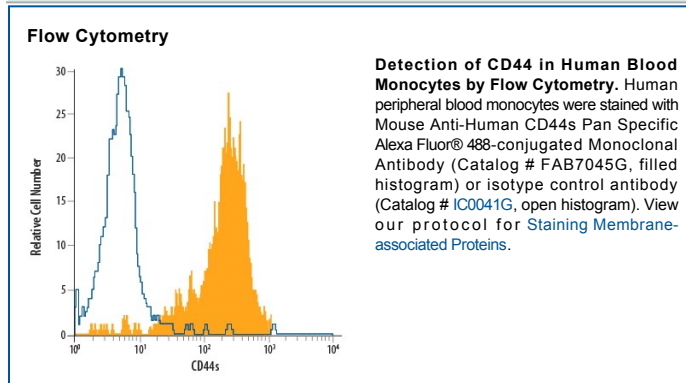 Flow Cytometry
30
25
20
15
10
5
0
Relative Cell Number
10⁰ 10¹ 10² 10³ 10⁴
CD44s
Detection of CD44 in Human Blood
Monocytes by Flow Cytometry. Human
peripheral blood monocytes were stained with
Mouse Anti-Human CD44s Pan Specific
Alexa Fluor® 488-conjugated Monoclonal
Antibody (Catalog # FAB7045G, filled
histogram) or isotype control antibody
(Catalog # IC0041G, open histogram). View
our protocol for Staining Membrane-
associated Proteins.